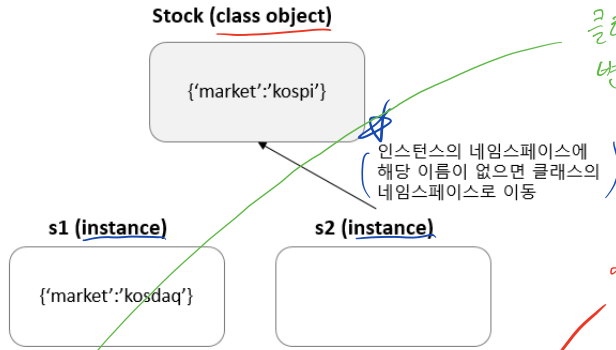 Stock (class object)
{‘market’:’kospi’}
인스턴스의 네임스페이스에
해당 이름이 없으면 클래스의
네임스페이스로 이동
s1 (instance)
s2 (instance)
{‘market’:’kosdaq’}